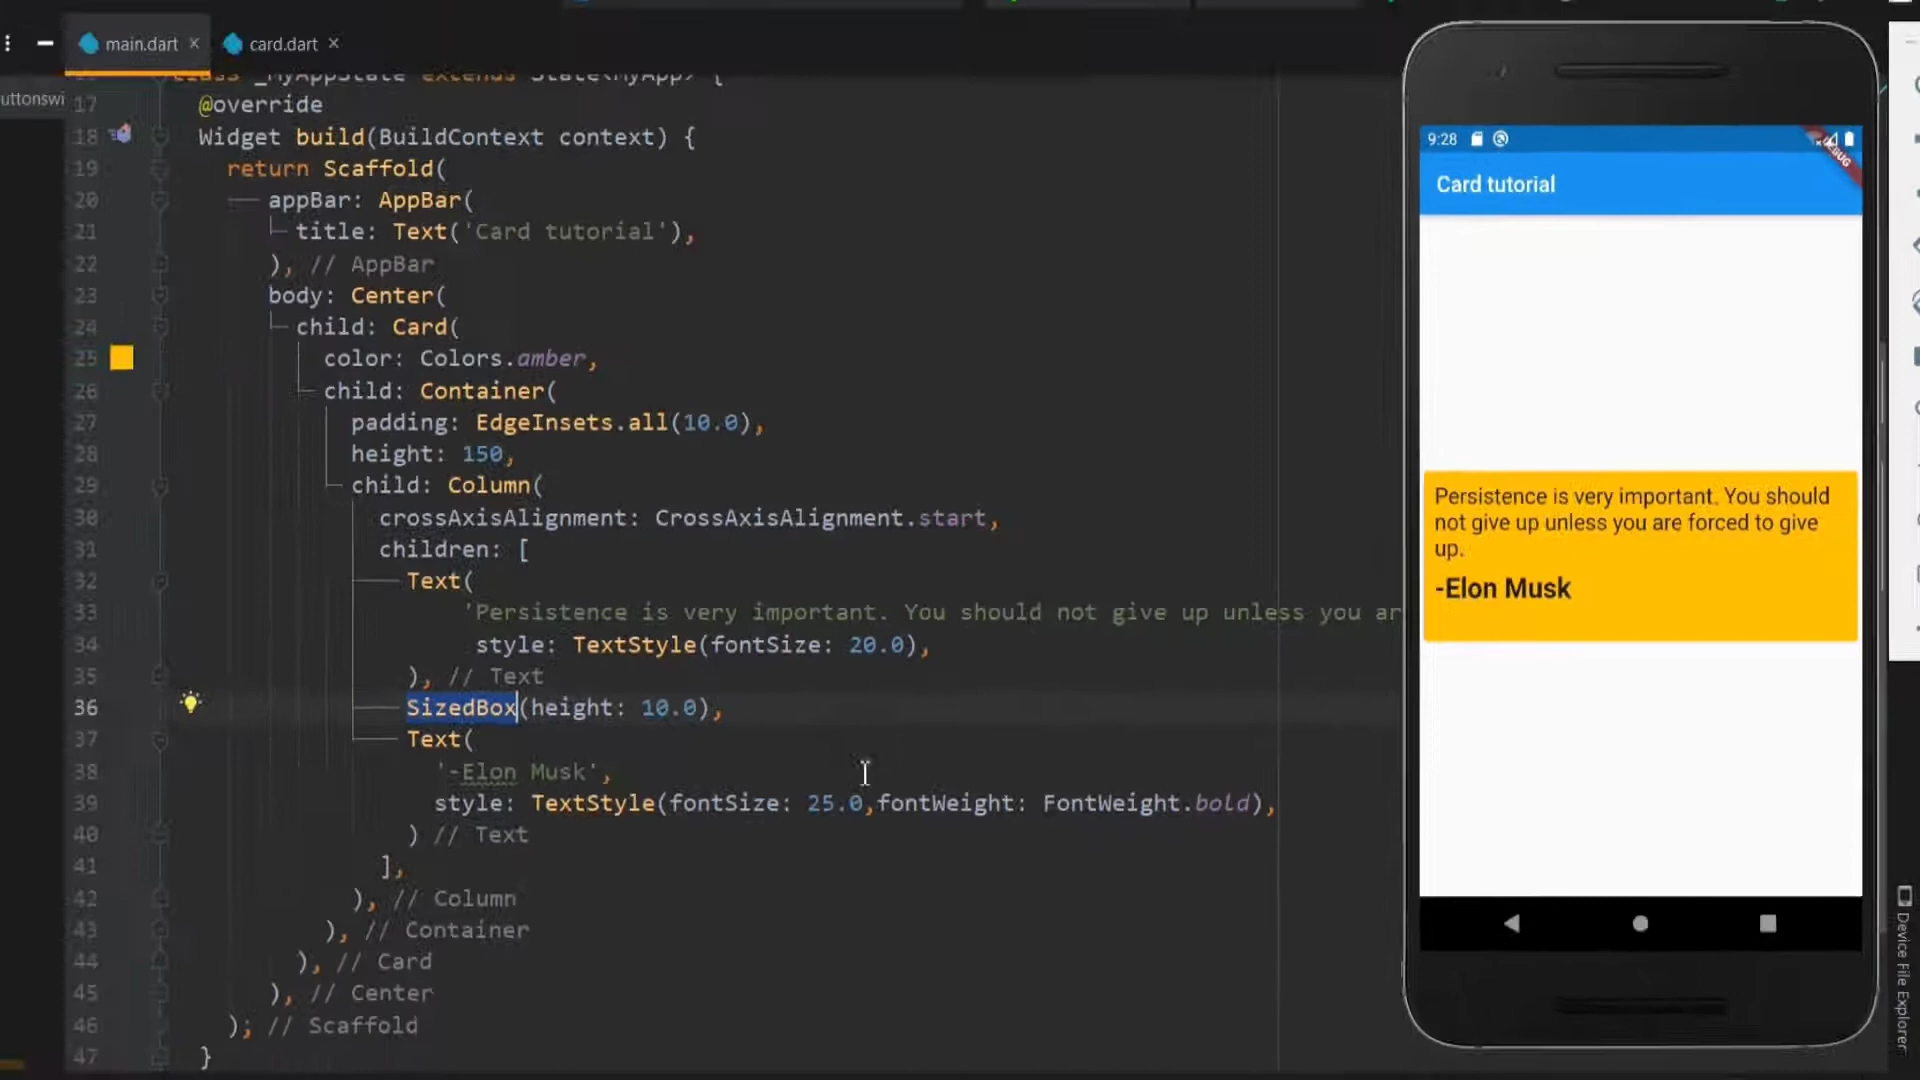 main.dart
card.dart
uttonswi
class _MyAppState extends State<MyApp> {
17 @override
18 Widget build(BuildContext context) {
19 return Scaffold(
20 appBar: AppBar(
21 title: Text('Card tutorial'),
22 ), // AppBar
23 body: Center(
24 child: Card(
25 color: Colors.amber,
26 child: Container(
27 padding: EdgeInsets.all(10.0),
28 height: 150,
29 child: Column(
30 crossAxisAlignment: CrossAxisAlignment.start,
31 children: [
32 Text(
33 'Persistence is very important. You should not give up unless you ar
34 style: TextStyle(fontSize: 20.0),
35 ), // Text
36 SizedBox(height: 10.0),
37 Text(
38 '-Elon Musk',
39 style: TextStyle(fontSize: 25.0,fontWeight: FontWeight.bold),
40 ) // Text
41 ],
42 ), // Column
43 ), // Container
44 ), // Card
45 ), // Center
46 ); // Scaffold
47 }
9:28
DEBUG
Card tutorial
Persistence is very important. You should
not give up unless you are forced to give
up.
-Elon Musk
Device File Explorer